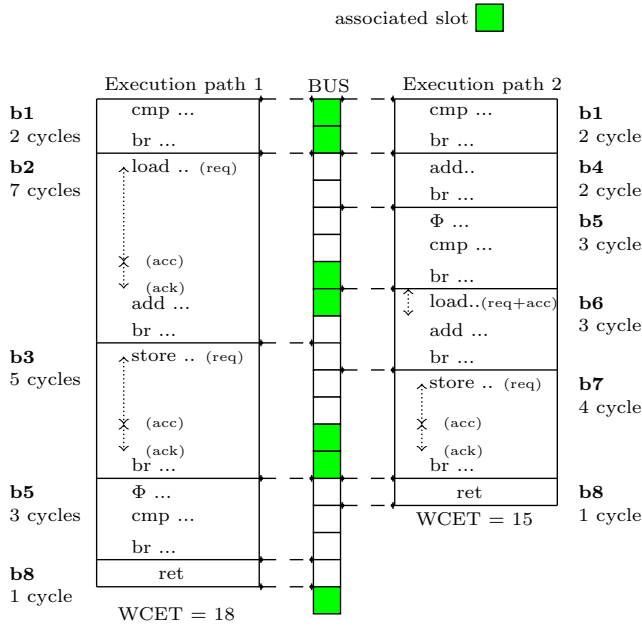 associated slot
Execution path 1
BUS
Execution path 2
b1
2 cycles
cmp ...
br ...
cmp ...
br ...
b1
2 cycle
b2
7 cycles
load .. (req)
(acc)
(ack)
add ...
br ...
add..
br ...
b4
2 cycle
Φ ...
cmp ...
br ...
b5
3 cycle
load..(req+acc)
add ...
br ...
b6
3 cycle
b3
5 cycles
store .. (req)
(acc)
(ack)
br ...
store .. (req)
(acc)
(ack)
br ...
b7
4 cycle
b5
3 cycles
Φ ...
cmp ...
br ...
ret
b8
1 cycle
WCET = 15
b8
1 cycle
ret
WCET = 18